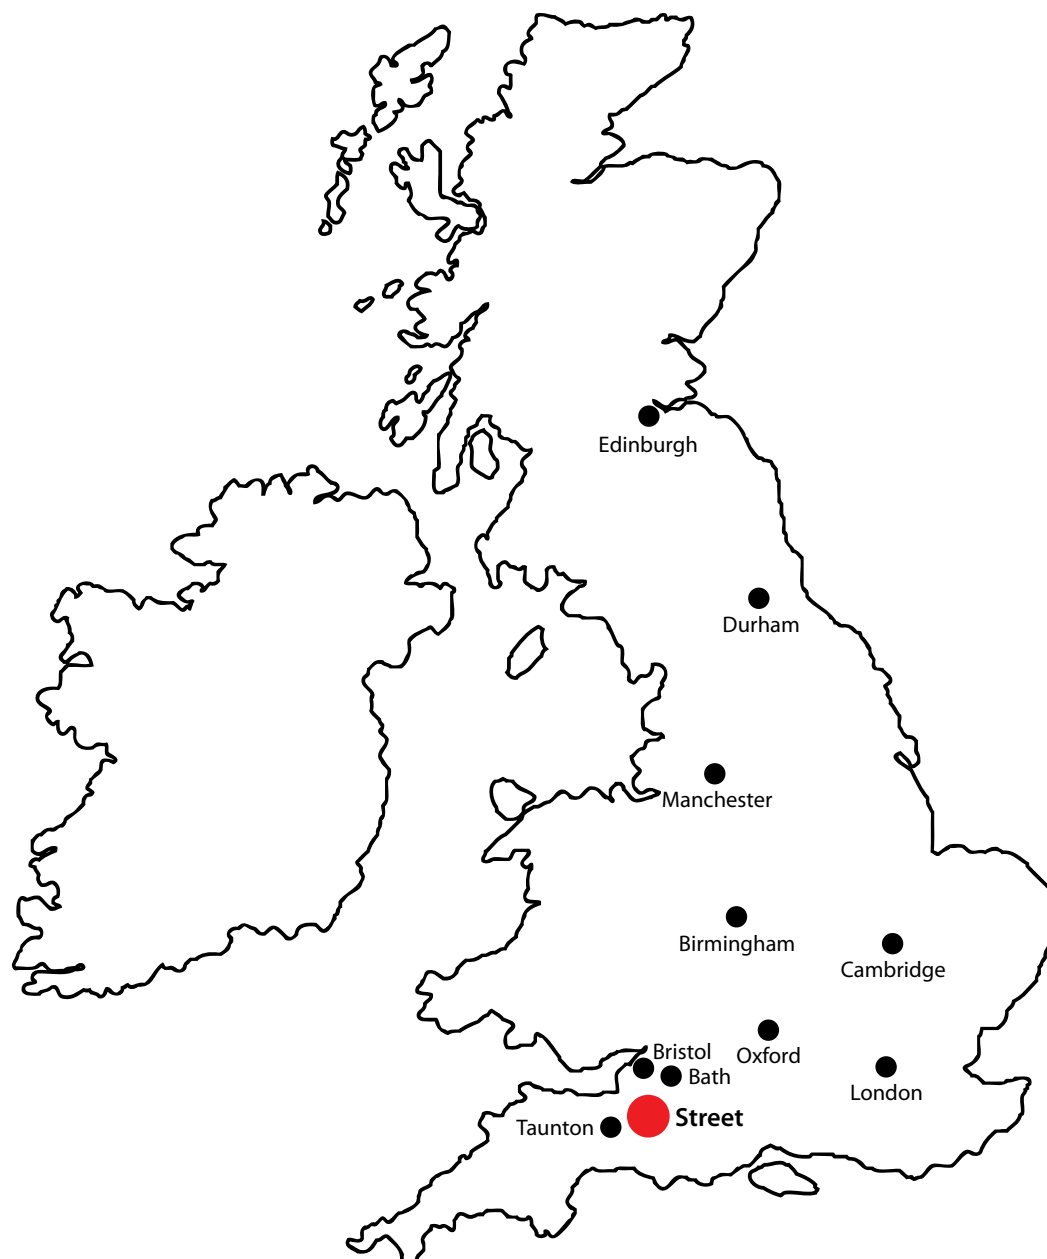 Edinburgh
Durham
Manchester
Birmingham
Cambridge
Bristol
Oxford
Bath
London
Street
Taunton